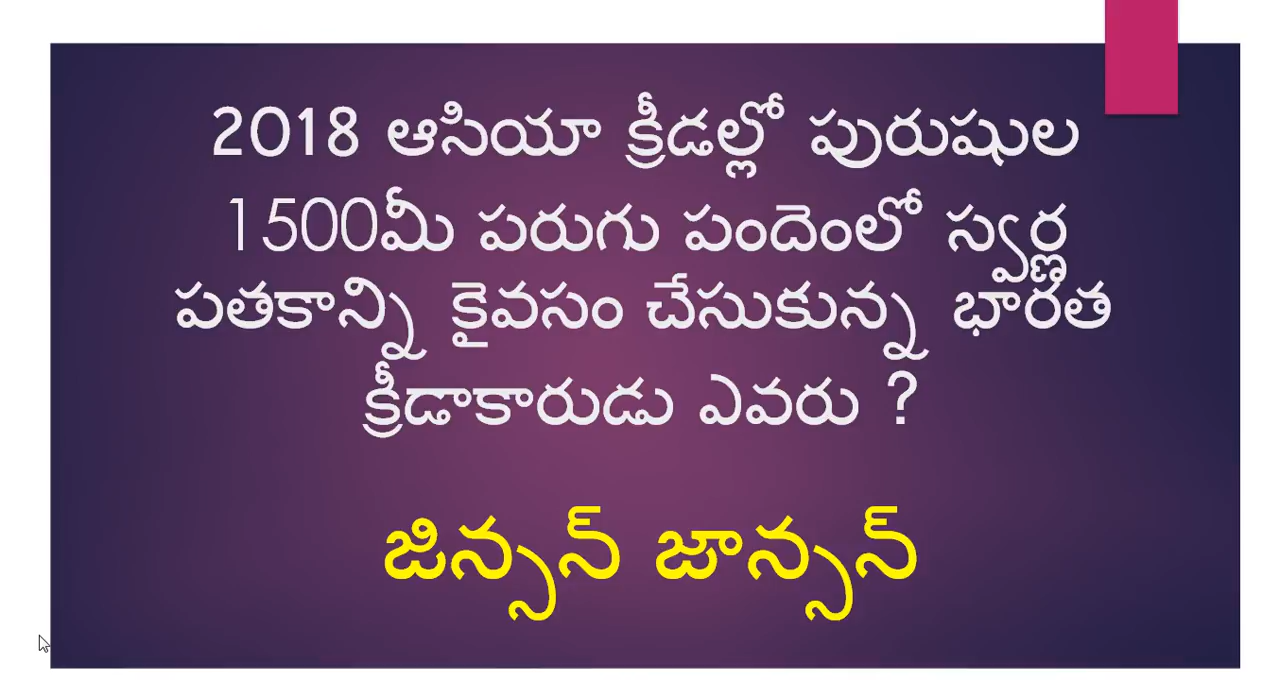 2018 ఆసియా క్రీడల్లో పురుషుల
1500మీ పరుగు పందెంలో స్వర్ణ
పతకాన్ని కైవసం చేసుకున్న భారత
క్రీడాకారుడు ఎవరు ?
జిన్సన్ జాన్సన్